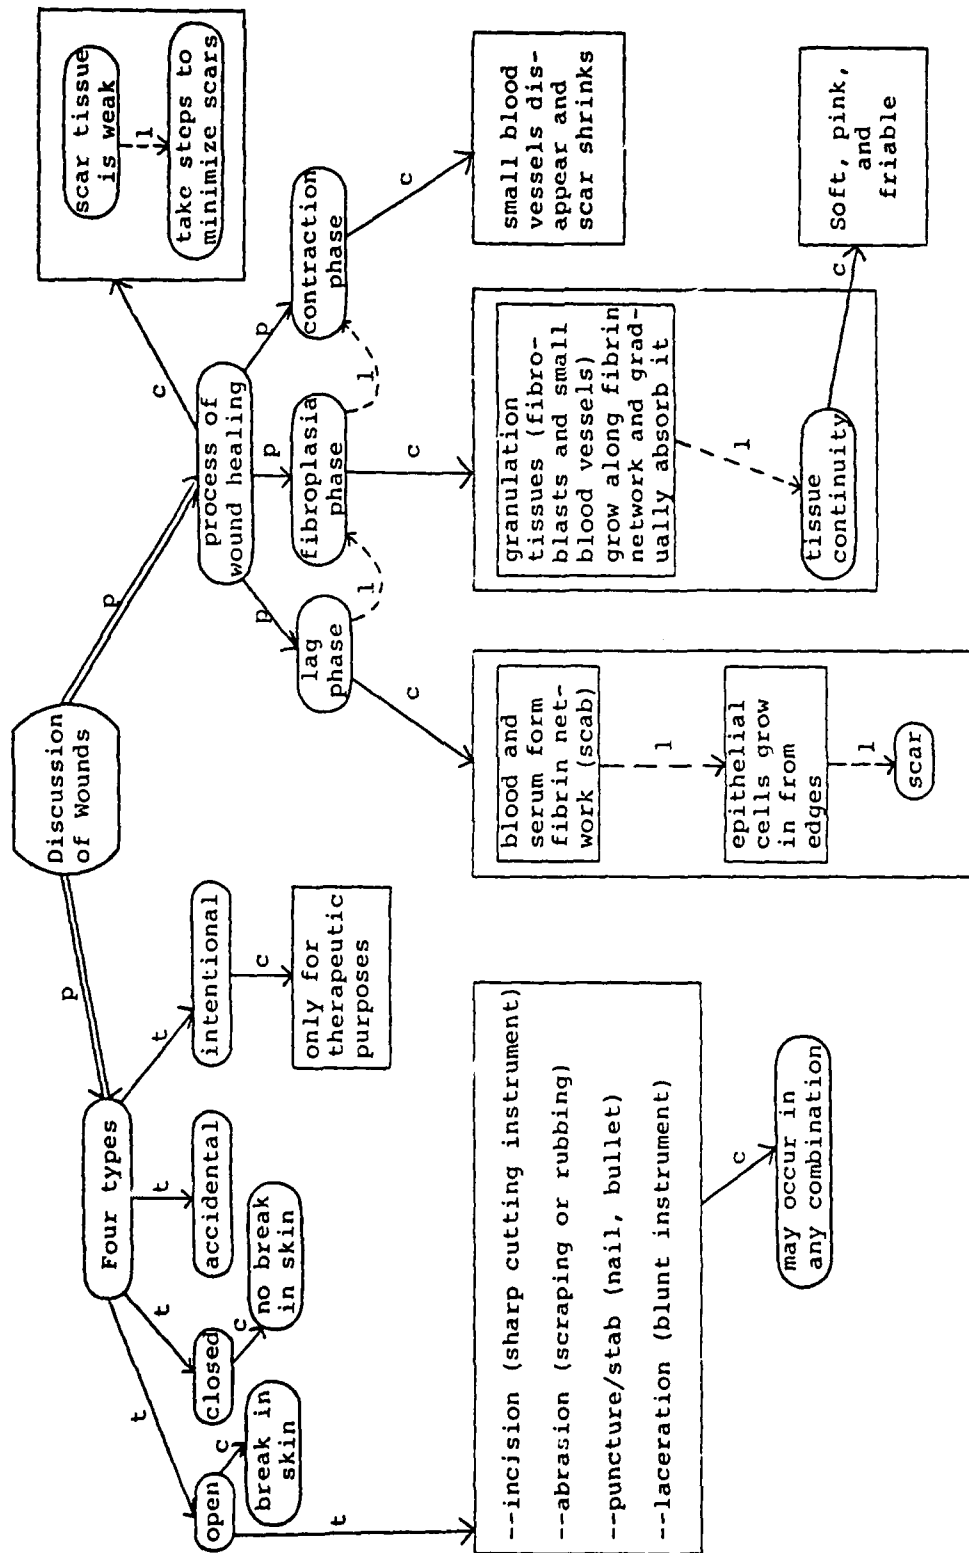 Discussion
of Wounds
p
p
Four types
t
t
t
t
open
c
break in
skin
closed
c
no break
in skin
accidental
intentional
c
only for
therapeutic
purposes
t
--incision (sharp cutting instrument)
--abrasion (scraping or rubbing)
--puncture/stab (nail, bullet)
--laceration (blunt instrument)
c
may occur in
any combination
process of
wound healing
c
scar tissue
is weak
l
take steps to
minimize scars
p
p
p
lag
phase
l
fibroplasia
phase
l
contraction
phase
c
blood and
serum form
fibrin net-
work (scab)
l
epithelial
cells grow
in from
edges
l
scar
c
granulation
tissues (fibro-
blasts and small
blood vessels)
grow along fibrin
network and grad-
ually absorb it
l
tissue
continuity
c
Soft, pink,
and
friable
c
small blood
vessels dis-
appear and
scar shrinks